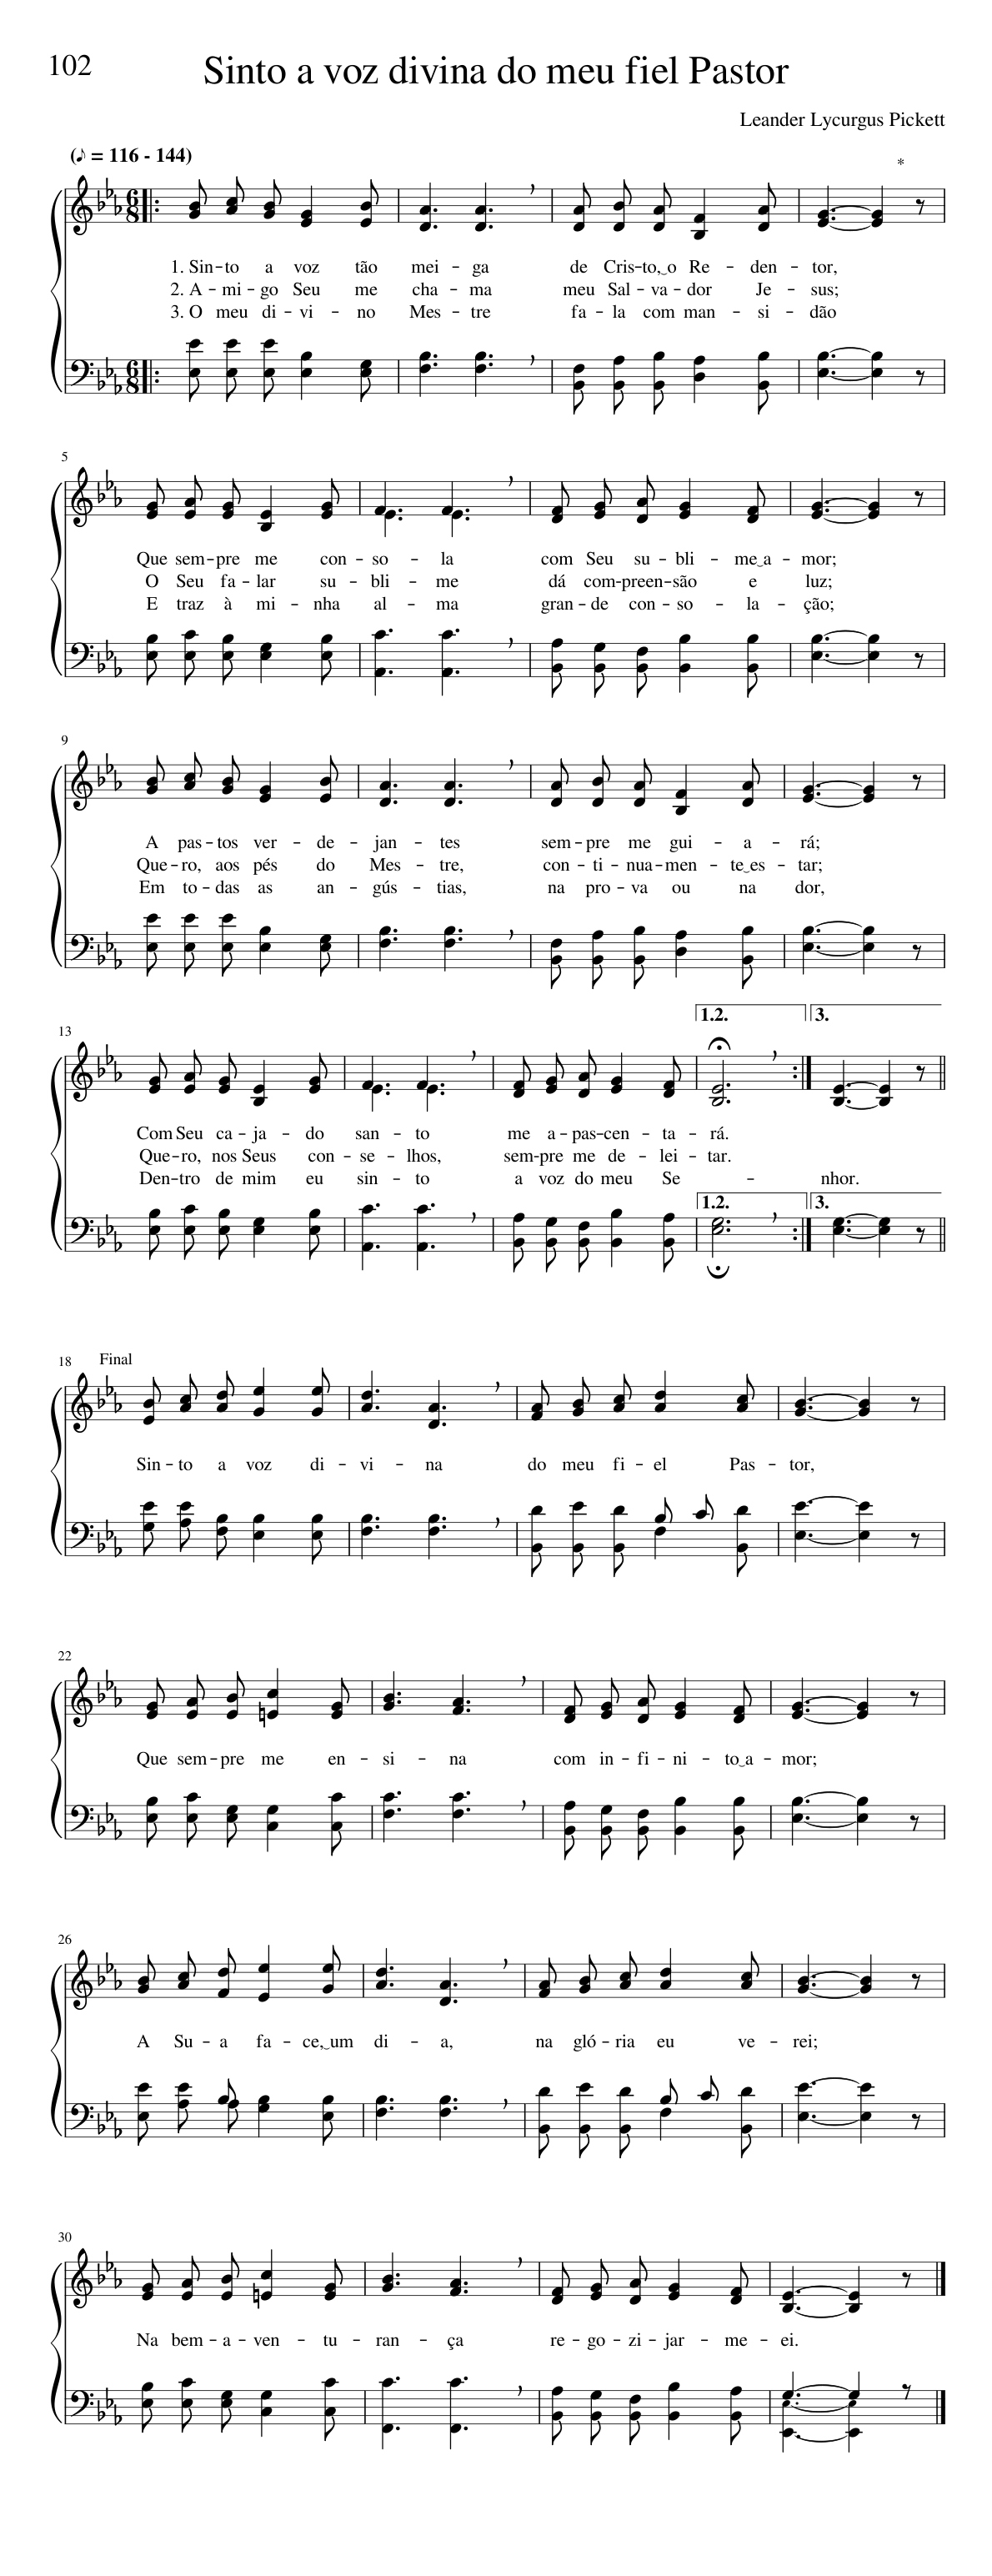 102
Sinto a voz divina do meu fiel Pastor
Leander Lycurgus Pickett
(♪ = 116 - 144)
*
1. Sin - to a voz tão mei - ga de Cris - to,‿o Re - den - tor,
2. A - mi - go Seu me cha - ma meu Sal - va - dor Je - sus;
3. O meu di - vi - no Mes - tre fa - la com man - si - dão
5
Que sem - pre me con - so - la com Seu su - bli - me‿a - mor;
O Seu fa - lar su - bli - me dá com - preen - são e luz;
E traz à mi - nha al - ma gran - de con - so - la - ção;
9
A pas - tos ver - de - jan - tes sem - pre me gui - a - rá;
Que - ro, aos pés do Mes - tre, con - ti - nua - men - te‿es - tar;
Em to - das as an - gús - tias, na pro - va ou na dor,
1.2. 3.
13
Com Seu ca - ja - do san - to me a - pas - cen - ta - rá.
Que - ro, nos Seus con - se - lhos, sem - pre me de - lei - tar.
Den - tro de mim eu sin - to a voz do meu Se - nhor.
1.2. 3.
18 Final
Sin - to a voz di - vi - na do meu fi - el Pas - tor,
22
Que sem - pre me en - si - na com in - fi - ni - to‿a - mor;
26
A Su - a fa - ce,‿um di - a, na gló - ria eu ve - rei;
30
Na bem - a - ven - tu - ran - ça re - go - zi - jar - me - ei.